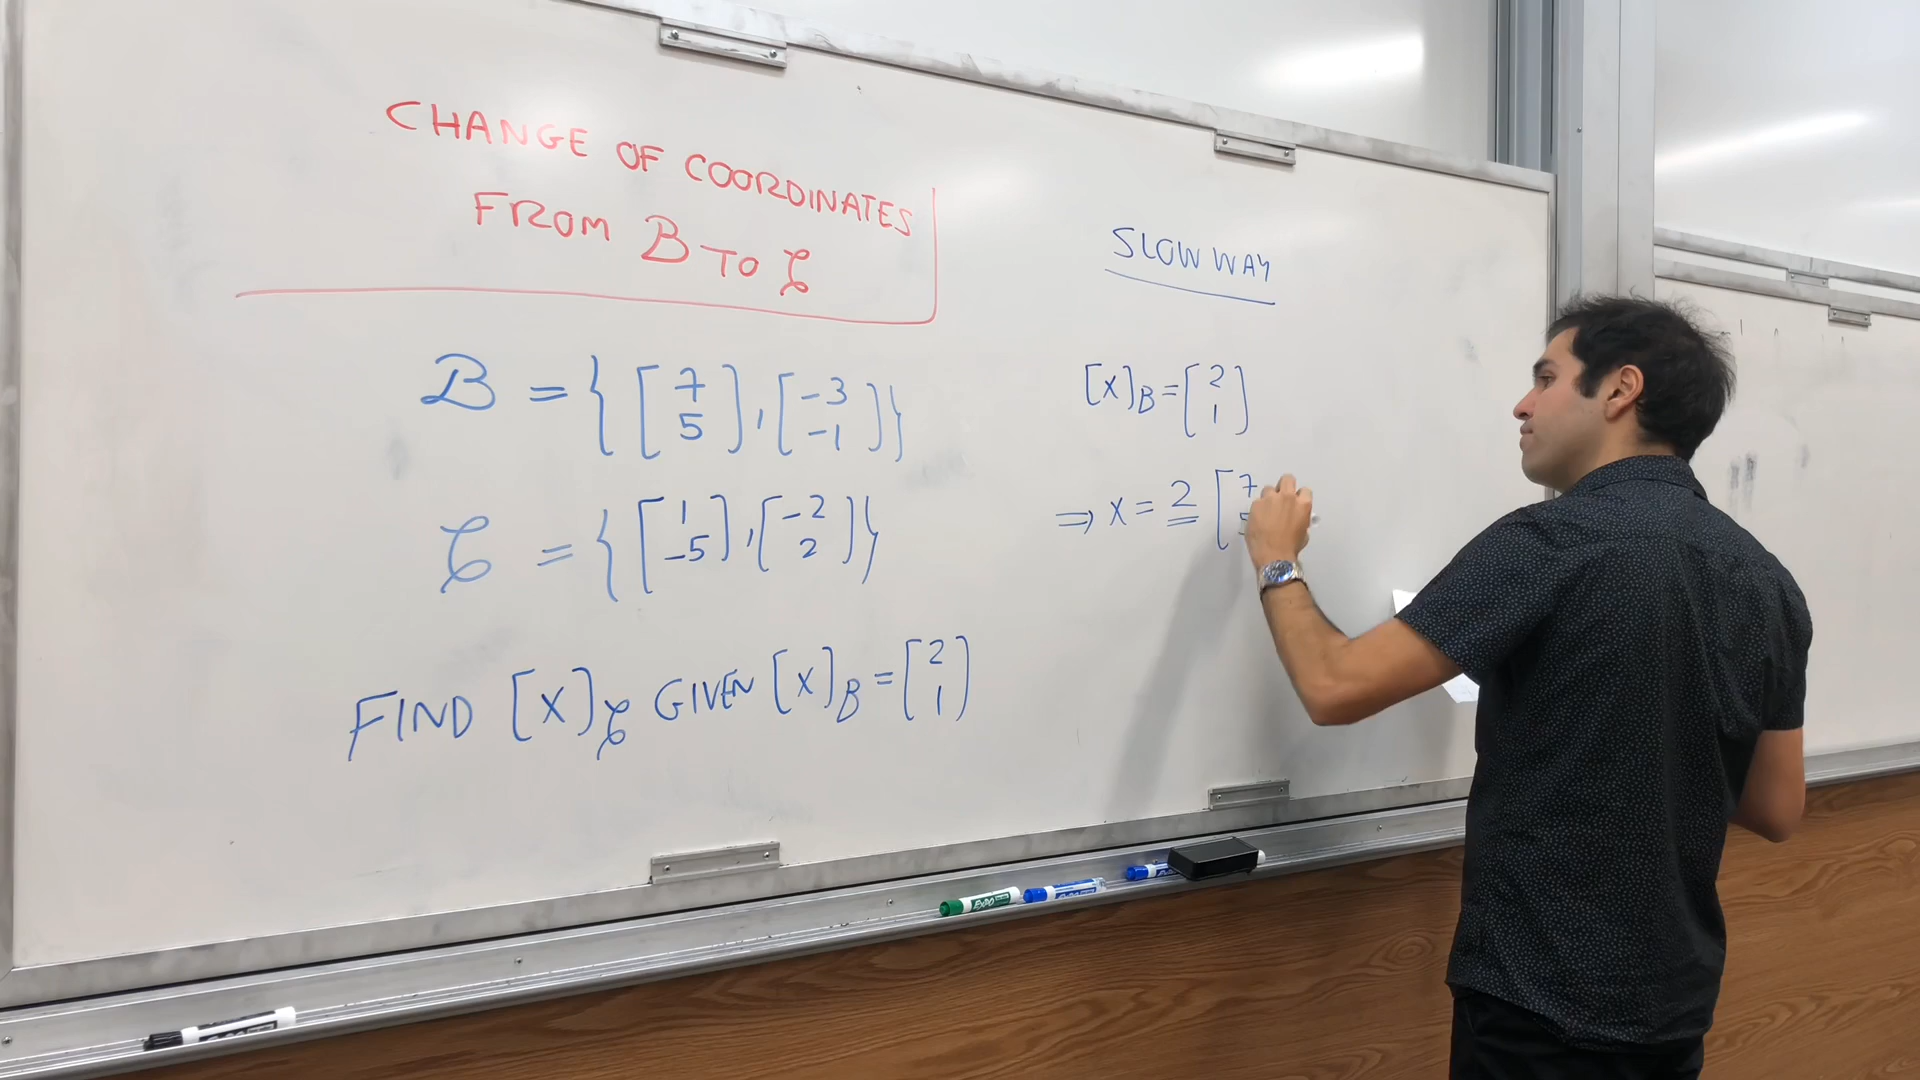 CHANGE OF COORDINATES
FROM B TO C
B = { [7 5], [-3 -1] }
C = { [1 -5], [-2 2] }
FIND [X]C GIVEN [X]B = [2 1]
SLOW WAY
[X]B = [2 1]
⇒ X = 2 [7
EXPO